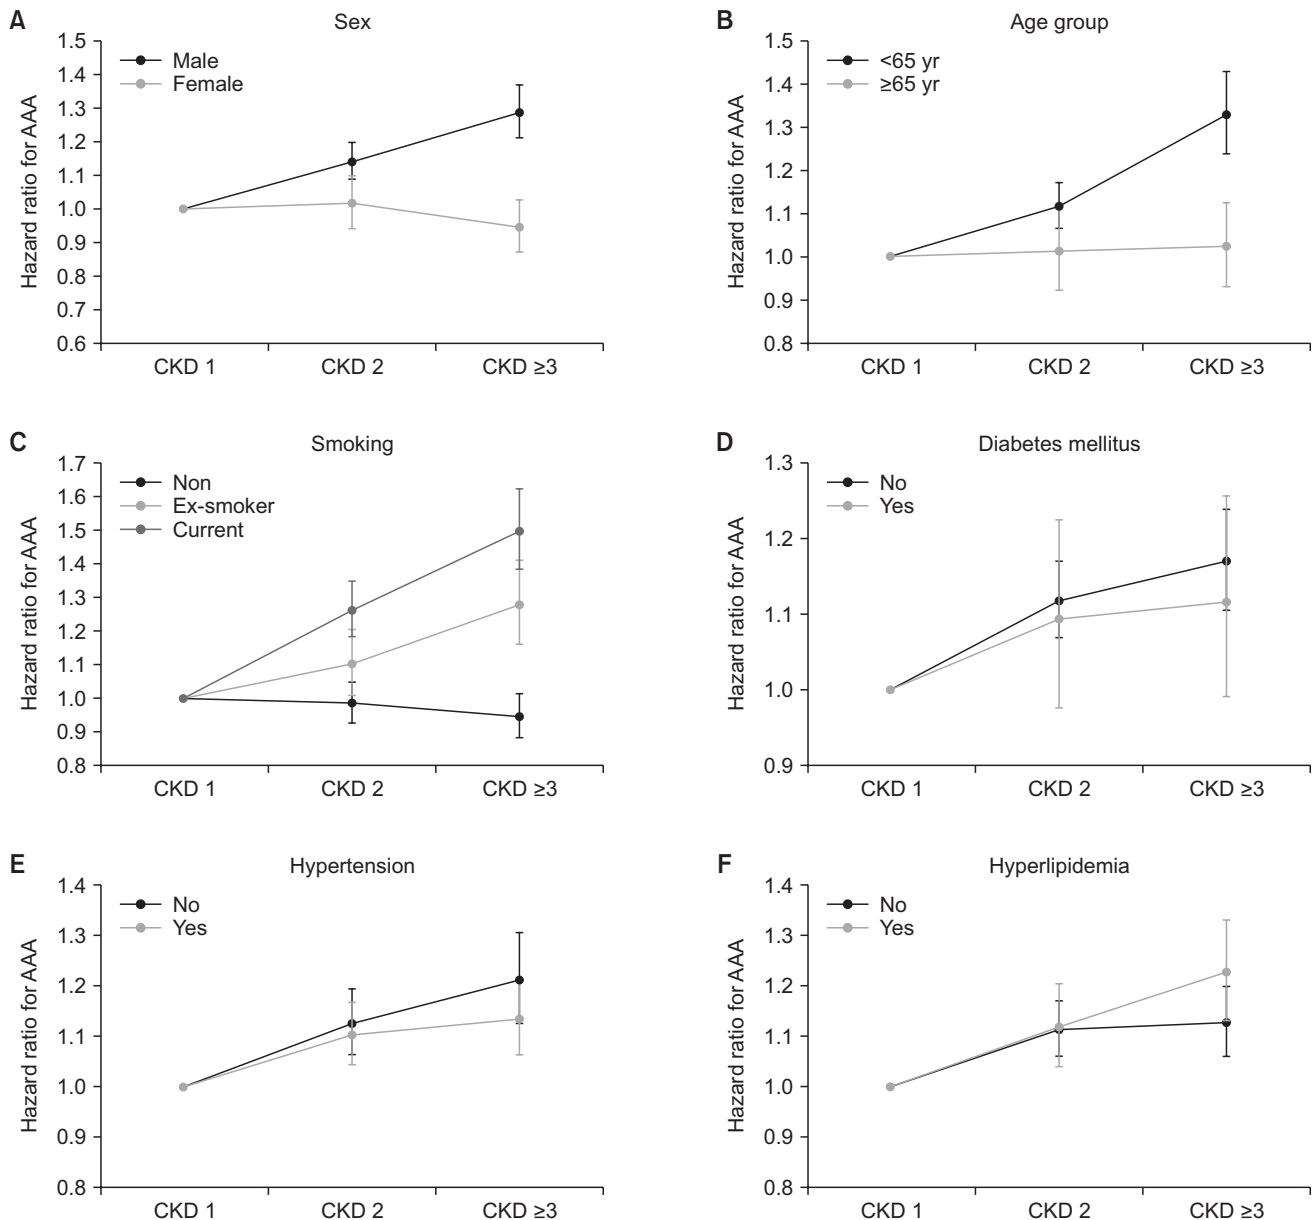 A
Sex
Hazard ratio for AAA
1.5
1.4
1.3
1.2
1.1
1.0
0.9
0.8
0.7
0.6
Male
Female
CKD 1
CKD 2
CKD ≥3
B
Age group
Hazard ratio for AAA
1.5
1.4
1.3
1.2
1.1
1.0
0.9
0.8
<65 yr
≥65 yr
CKD 1
CKD 2
CKD ≥3
C
Smoking
Hazard ratio for AAA
1.7
1.6
1.5
1.4
1.3
1.2
1.1
1.0
0.9
0.8
Non
Ex-smoker
Current
CKD 1
CKD 2
CKD ≥3
D
Diabetes mellitus
Hazard ratio for AAA
1.3
1.2
1.1
1.0
0.9
No
Yes
CKD 1
CKD 2
CKD ≥3
E
Hypertension
Hazard ratio for AAA
1.4
1.3
1.2
1.1
1.0
0.9
0.8
No
Yes
CKD 1
CKD 2
CKD ≥3
F
Hyperlipidemia
Hazard ratio for AAA
1.4
1.3
1.2
1.1
1.0
0.9
0.8
No
Yes
CKD 1
CKD 2
CKD ≥3